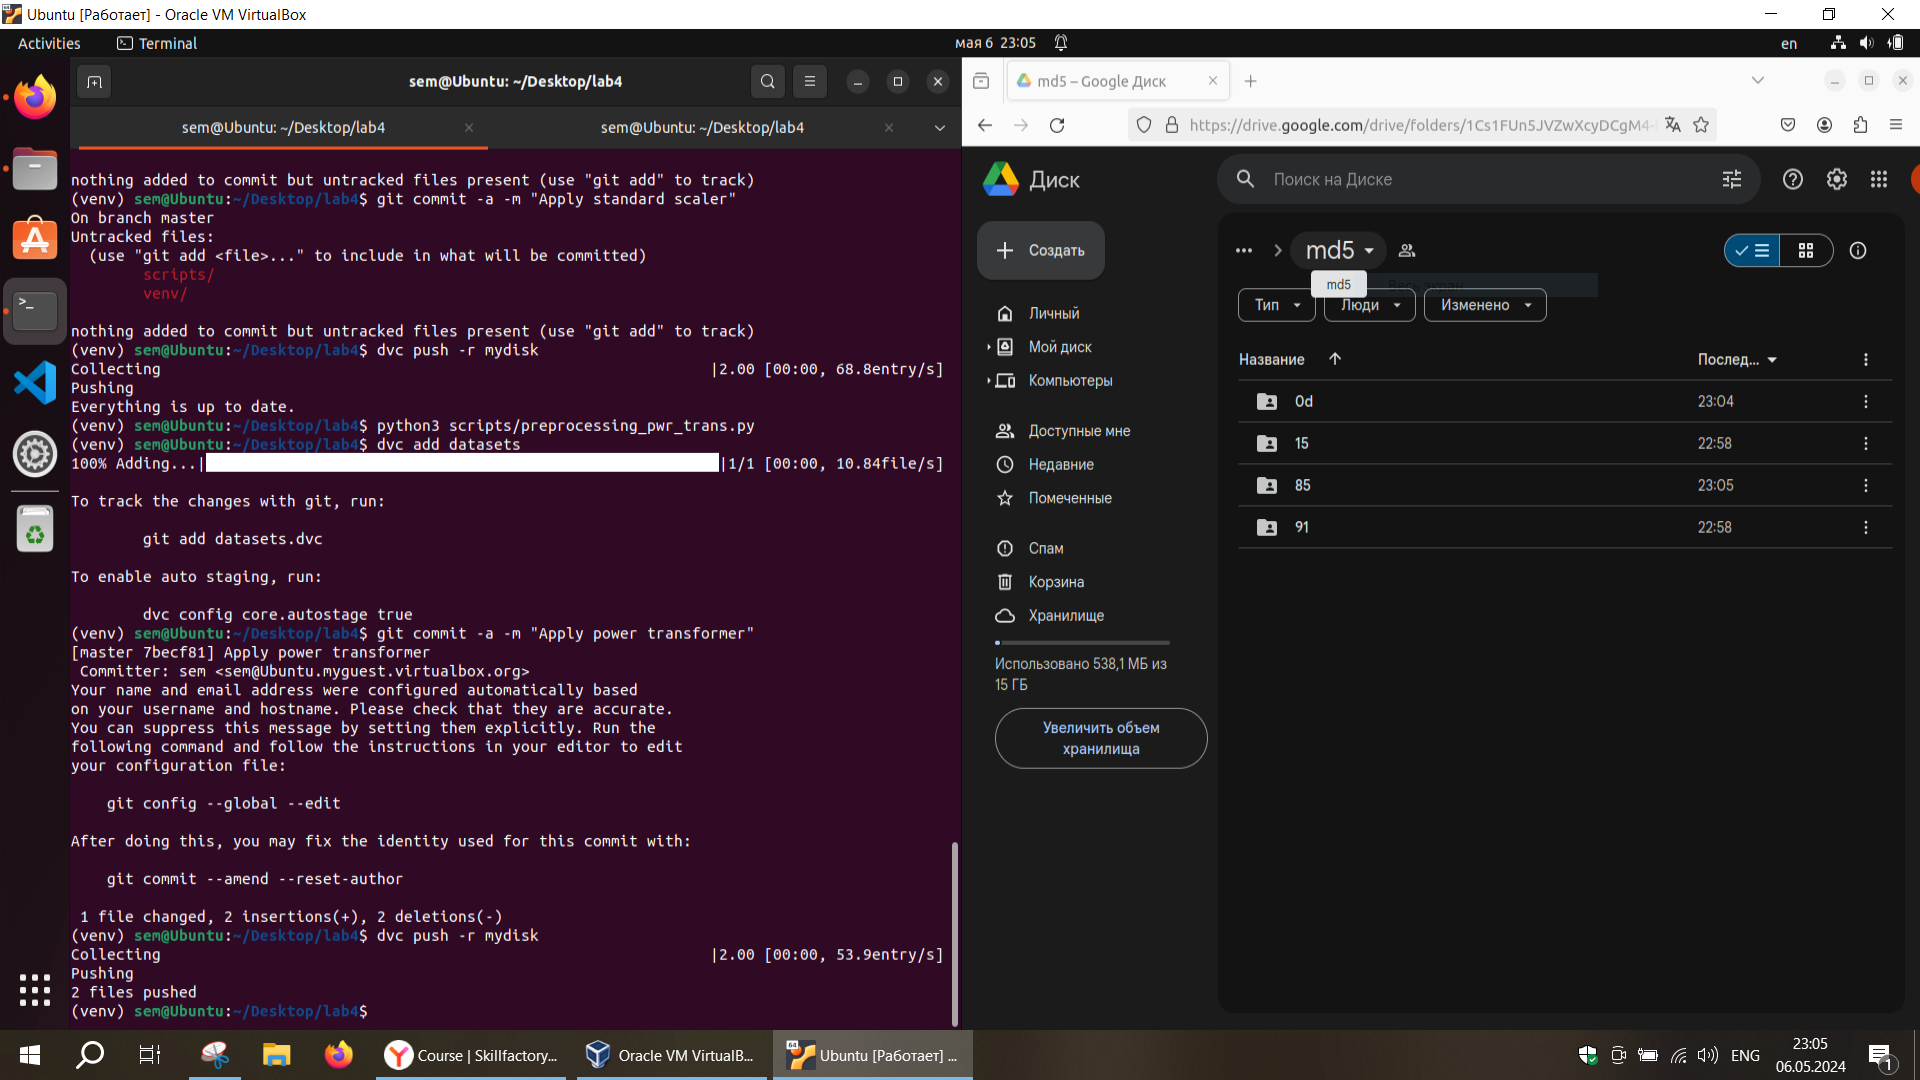 Ubuntu [Работает] - Oracle VM VirtualBox
Activities
Terminal
мая 6 23:05
en
sem@Ubuntu: ~/Desktop/lab4
sem@Ubuntu: ~/Desktop/lab4
sem@Ubuntu: ~/Desktop/lab4
nothing added to commit but untracked files present (use "git add" to track)
(venv) sem@Ubuntu:~/Desktop/lab4$ git commit -a -m "Apply standard scaler"
On branch master
Untracked files:
(use "git add <file>..." to include in what will be committed)
scripts/
venv/
nothing added to commit but untracked files present (use "git add" to track)
(venv) sem@Ubuntu:~/Desktop/lab4$ dvc push -r mydisk
Collecting |2.00 [00:00, 68.8entry/s]
Pushing
Everything is up to date.
(venv) sem@Ubuntu:~/Desktop/lab4$ python3 scripts/preprocessing_pwr_trans.py
(venv) sem@Ubuntu:~/Desktop/lab4$ dvc add datasets
100% Adding...| |1/1 [00:00, 10.84file/s]
To track the changes with git, run:
git add datasets.dvc
To enable auto staging, run:
dvc config core.autostage true
(venv) sem@Ubuntu:~/Desktop/lab4$ git commit -a -m "Apply power transformer"
[master 7becf81] Apply power transformer
Committer: sem <sem@Ubuntu.myguest.virtualbox.org>
Your name and email address were configured automatically based
on your username and hostname. Please check that they are accurate.
You can suppress this message by setting them explicitly. Run the
following command and follow the instructions in your editor to edit
your configuration file:
git config --global --edit
After doing this, you may fix the identity used for this commit with:
git commit --amend --reset-author
1 file changed, 2 insertions(+), 2 deletions(-)
(venv) sem@Ubuntu:~/Desktop/lab4$ dvc push -r mydisk
Collecting |2.00 [00:00, 53.9entry/s]
Pushing
2 files pushed
(venv) sem@Ubuntu:~/Desktop/lab4$
md5 – Google Диск
https://drive.google.com/drive/folders/1Cs1FUn5JVZwXcyDCgM4-
Диск
Поиск на Диске
Создать
Личный
Мой диск
Компьютеры
Доступные мне
Недавние
Помеченные
Спам
Корзина
Хранилище
Использовано 538,1 МБ из
15 ГБ
Увеличить объем
хранилища
md5
md5
Весь экран
Тип
Люди
Изменено
Название
Послед...
0d 23:04
15 22:58
85 23:05
91 22:58
Course | Skillfactory...
Oracle VM VirtualB...
Ubuntu [Работает] ...
ENG
23:05
06.05.2024
1